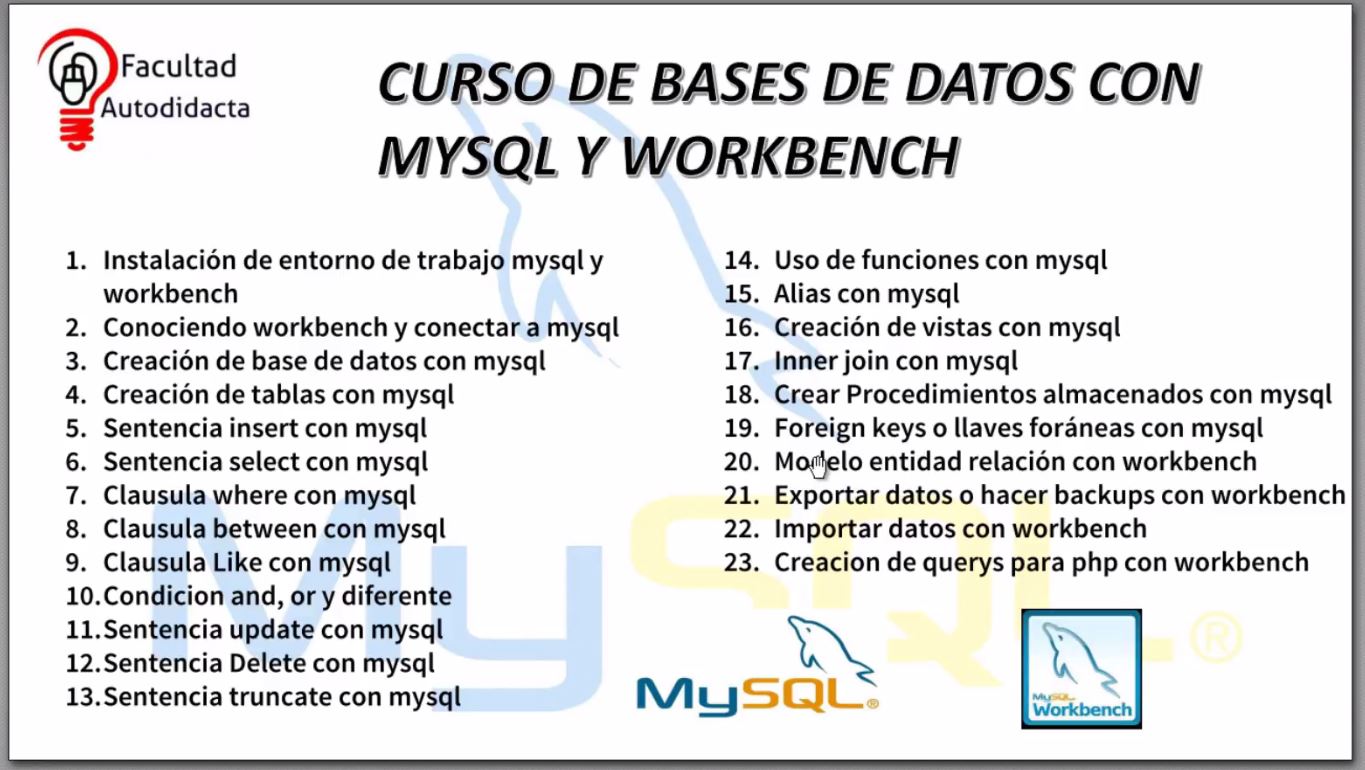 Facultad
Autodidacta
CURSO DE BASES DE DATOS CON
MYSQL Y WORKBENCH
1. Instalación de entorno de trabajo mysql y
workbench
2. Conociendo workbench y conectar a mysql
3. Creación de base de datos con mysql
4. Creación de tablas con mysql
5. Sentencia insert con mysql
6. Sentencia select con mysql
7. Clausula where con mysql
8. Clausula between con mysql
9. Clausula Like con mysql
10.Condicion and, or y diferente
11.Sentencia update con mysql
12.Sentencia Delete con mysql
13.Sentencia truncate con mysql
14. Uso de funciones con mysql
15. Alias con mysql
16. Creación de vistas con mysql
17. Inner join con mysql
18. Crear Procedimientos almacenados con mysql
19. Foreign keys o llaves foráneas con mysql
20. Modelo entidad relación con workbench
21. Exportar datos o hacer backups con workbench
22. Importar datos con workbench
23. Creacion de querys para php con workbench
MySQL®
MySQL®
MySQL
Workbench